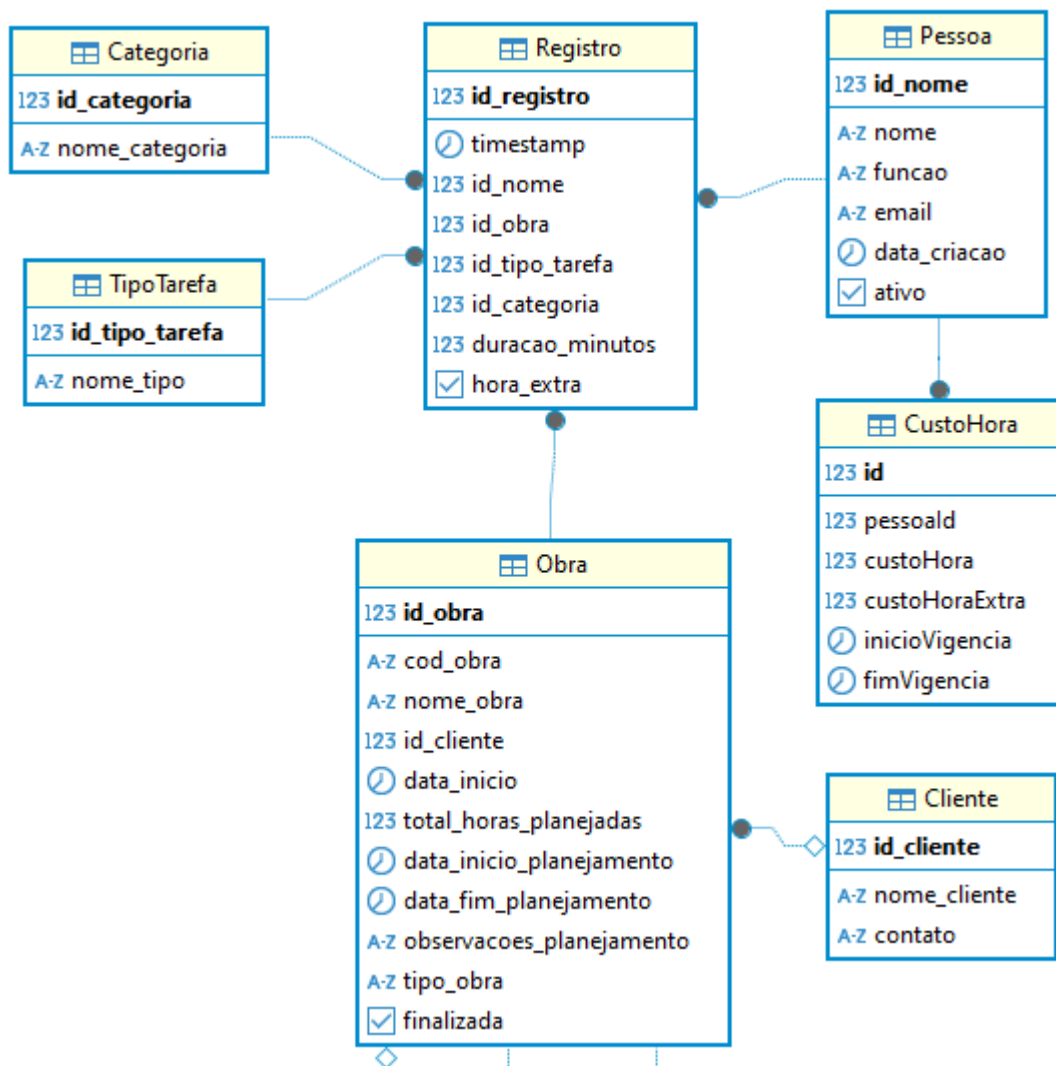 Categoria
123 id_categoria
A-Z nome_categoria
TipoTarefa
123 id_tipo_tarefa
A-Z nome_tipo
Registro
123 id_registro
timestamp
123 id_nome
123 id_obra
123 id_tipo_tarefa
123 id_categoria
123 duracao_minutos
hora_extra
Pessoa
123 id_nome
A-Z nome
A-Z funcao
A-Z email
data_criacao
ativo
CustoHora
123 id
123 pessoaId
123 custoHora
123 custoHoraExtra
inicioVigencia
fimVigencia
Obra
123 id_obra
A-Z cod_obra
A-Z nome_obra
123 id_cliente
data_inicio
123 total_horas_planejadas
data_inicio_planejamento
data_fim_planejamento
A-Z observacoes_planejamento
A-Z tipo_obra
finalizada
Cliente
123 id_cliente
A-Z nome_cliente
A-Z contato